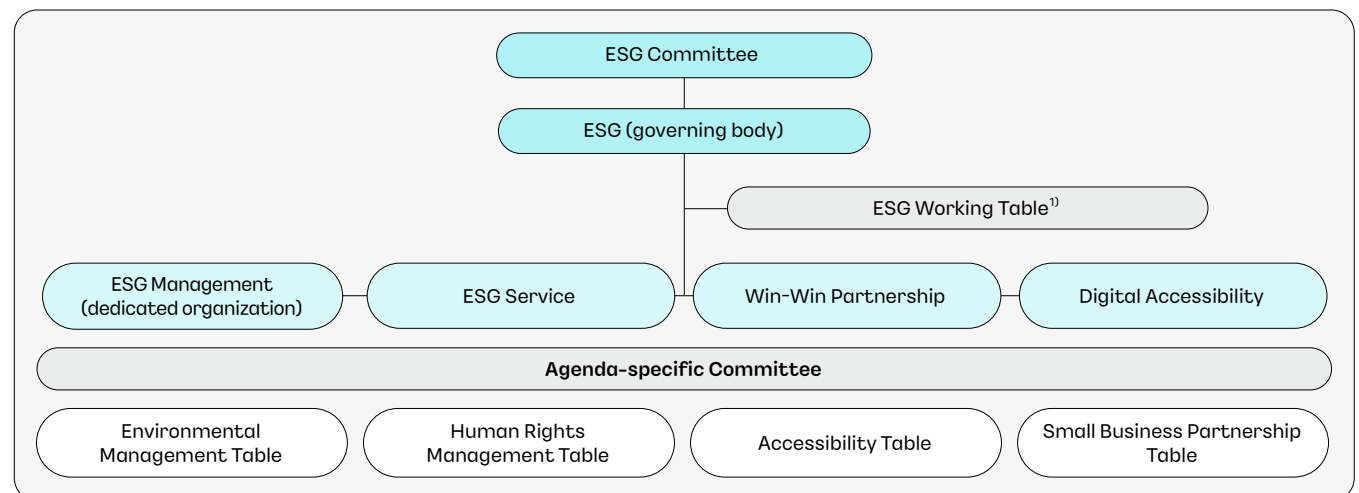 ESG Committee
ESG (governing body)
ESG Working Table¹⁾
ESG Management
(dedicated organization)
ESG Service
Win-Win Partnership
Digital Accessibility
Agenda-specific Committee
Environmental
Management Table
Human Rights
Management Table
Accessibility Table
Small Business Partnership
Table